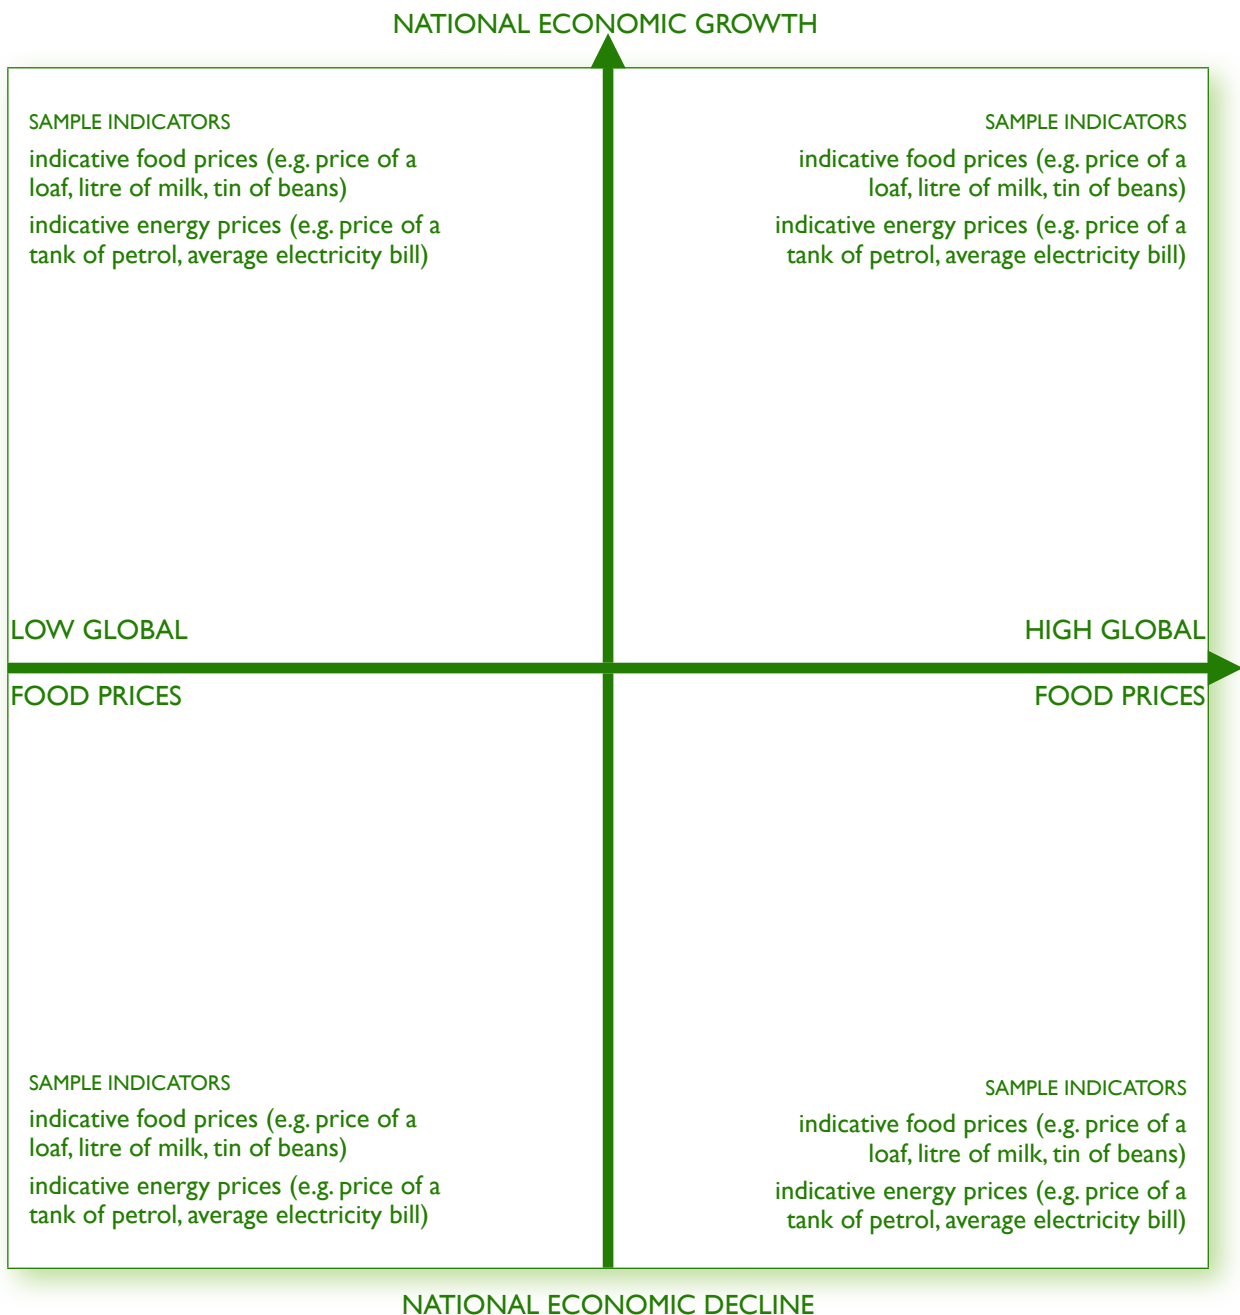 NATIONAL ECONOMIC GROWTH
SAMPLE INDICATORS
indicative food prices (e.g. price of a
loaf, litre of milk, tin of beans)
indicative energy prices (e.g. price of a
tank of petrol, average electricity bill)
SAMPLE INDICATORS
indicative food prices (e.g. price of a
loaf, litre of milk, tin of beans)
indicative energy prices (e.g. price of a
tank of petrol, average electricity bill)
LOW GLOBAL
FOOD PRICES
HIGH GLOBAL
FOOD PRICES
SAMPLE INDICATORS
indicative food prices (e.g. price of a
loaf, litre of milk, tin of beans)
indicative energy prices (e.g. price of a
tank of petrol, average electricity bill)
SAMPLE INDICATORS
indicative food prices (e.g. price of a
loaf, litre of milk, tin of beans)
indicative energy prices (e.g. price of a
tank of petrol, average electricity bill)
NATIONAL ECONOMIC DECLINE